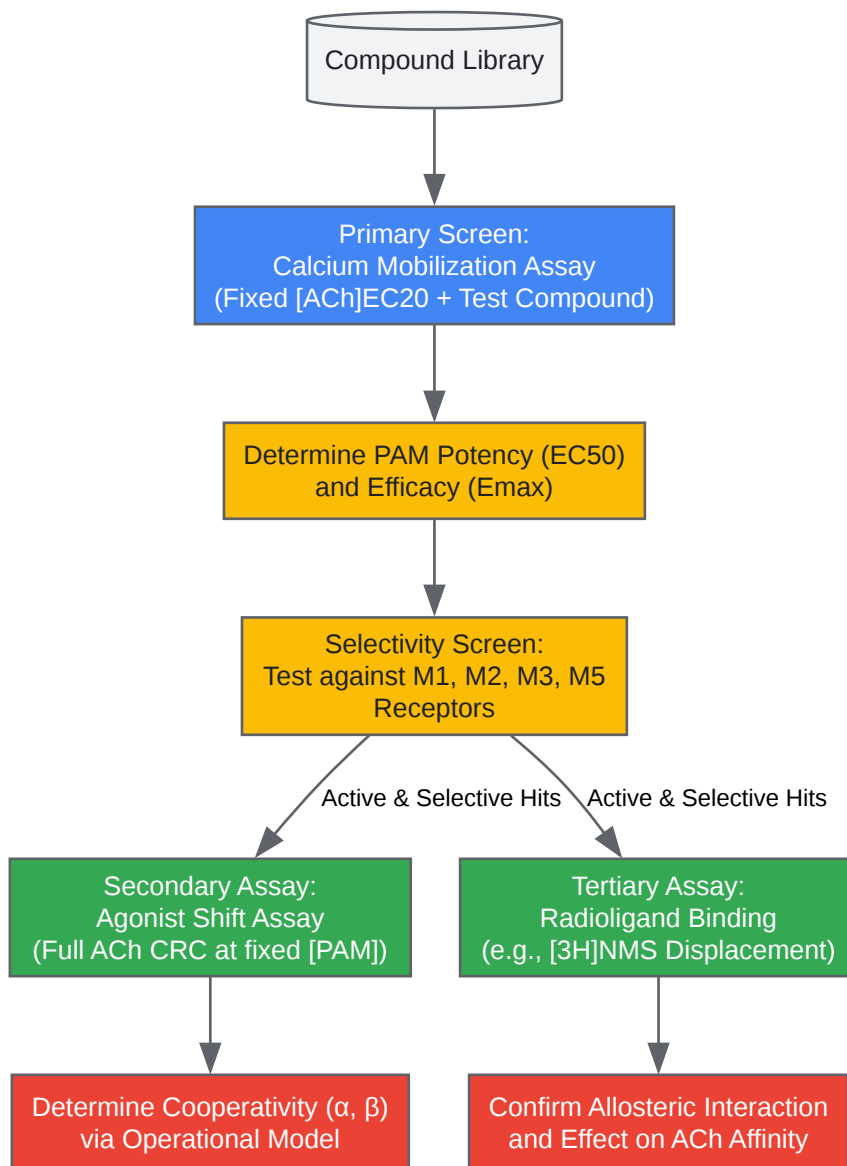 Compound Library
Primary Screen:
Calcium Mobilization Assay
(Fixed [ACh]EC20 + Test Compound)
Determine PAM Potency (EC50)
and Efficacy (Emax)
Selectivity Screen:
Test against M1, M2, M3, M5
Receptors
Active & Selective Hits
Active & Selective Hits
Secondary Assay:
Agonist Shift Assay
(Full ACh CRC at fixed [PAM])
Tertiary Assay:
Radioligand Binding
(e.g., [3H]NMS Displacement)
Determine Cooperativity (α, β)
via Operational Model
Confirm Allosteric Interaction
and Effect on ACh Affinity